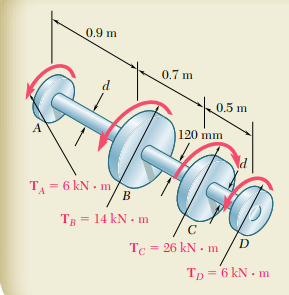 0.9 m
0.7 m
d
0.5 m
120 mm
A
d
T_A = 6 kN · m
B
T_B = 14 kN · m
C
T_C = 26 kN · m
D
T_D = 6 kN · m